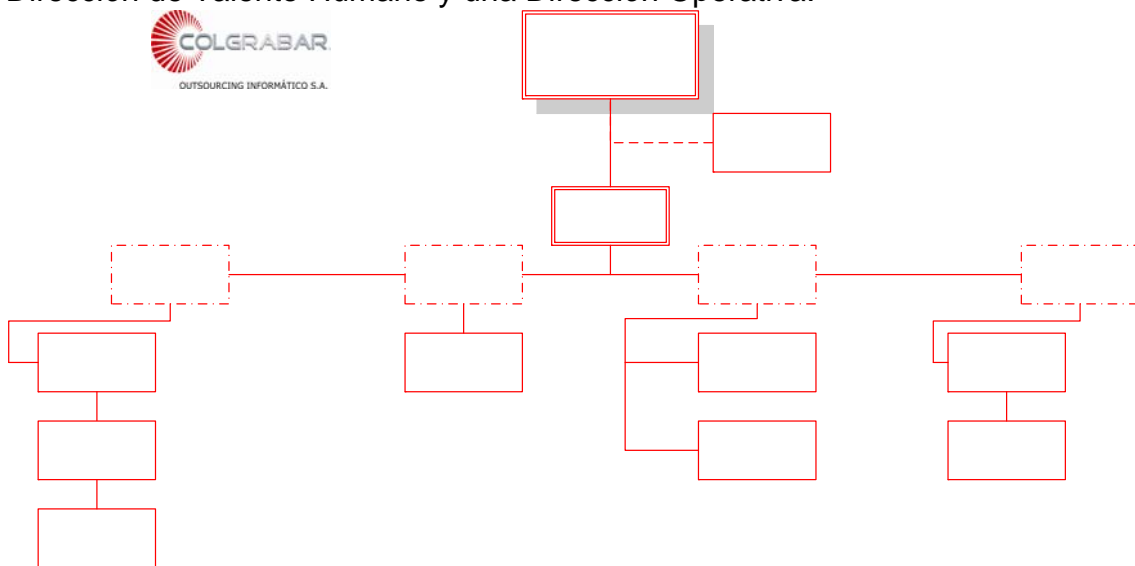 Dirección de Talento Humano y una Dirección Operativa.
COLGRABAR.
OUTSOURCING INFORMÁTICO S.A.